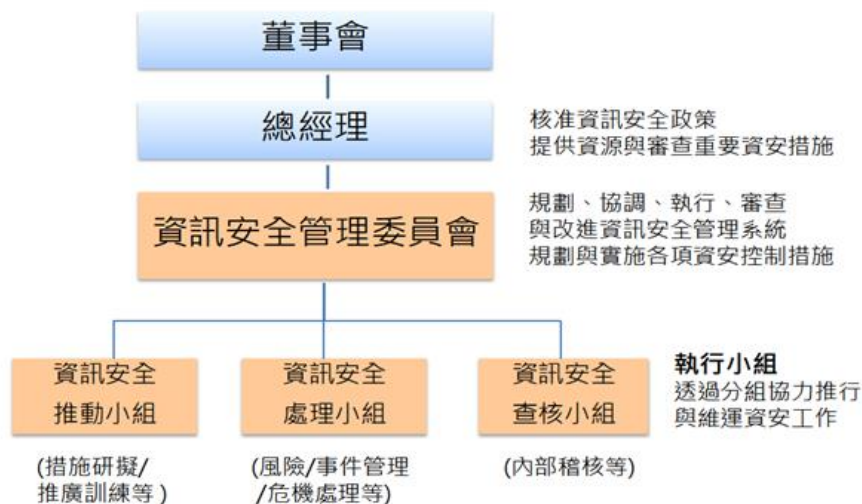 董事會
總經理
核准資訊安全政策
提供資源與審查重要資安措施
資訊安全管理委員會
規劃、協調、執行、審查
與改進資訊安全管理系統
規劃與實施各項資安控制措施
資訊安全
推動小組
(措施研擬/
推廣訓練等)
資訊安全
處理小組
(風險/事件管理
/危機處理等)
資訊安全
查核小組
(內部稽核等)
執行小組
透過分組協力推行
與維運資安工作